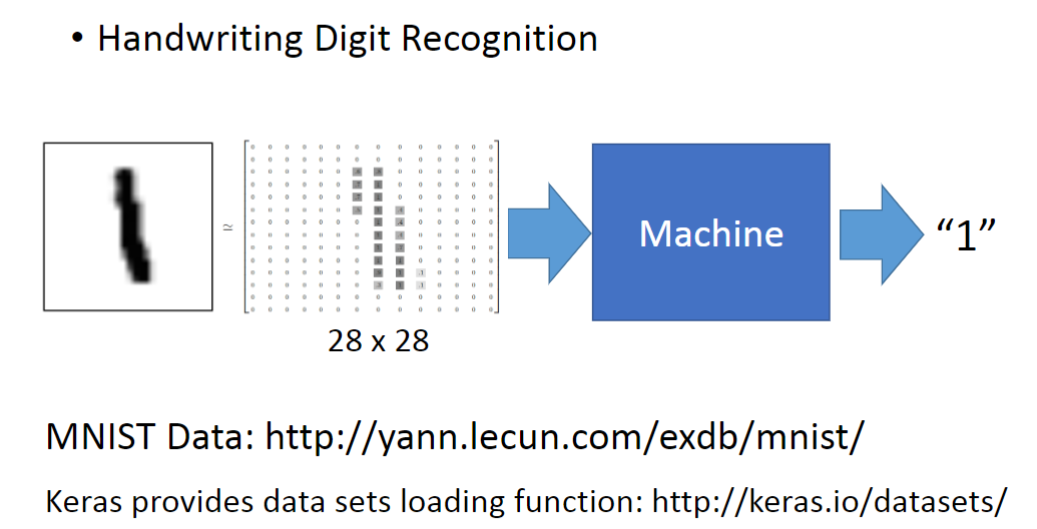 • Handwriting Digit Recognition
≈
Machine
“1”
28 x 28
MNIST Data: http://yann.lecun.com/exdb/mnist/
Keras provides data sets loading function: http://keras.io/datasets/